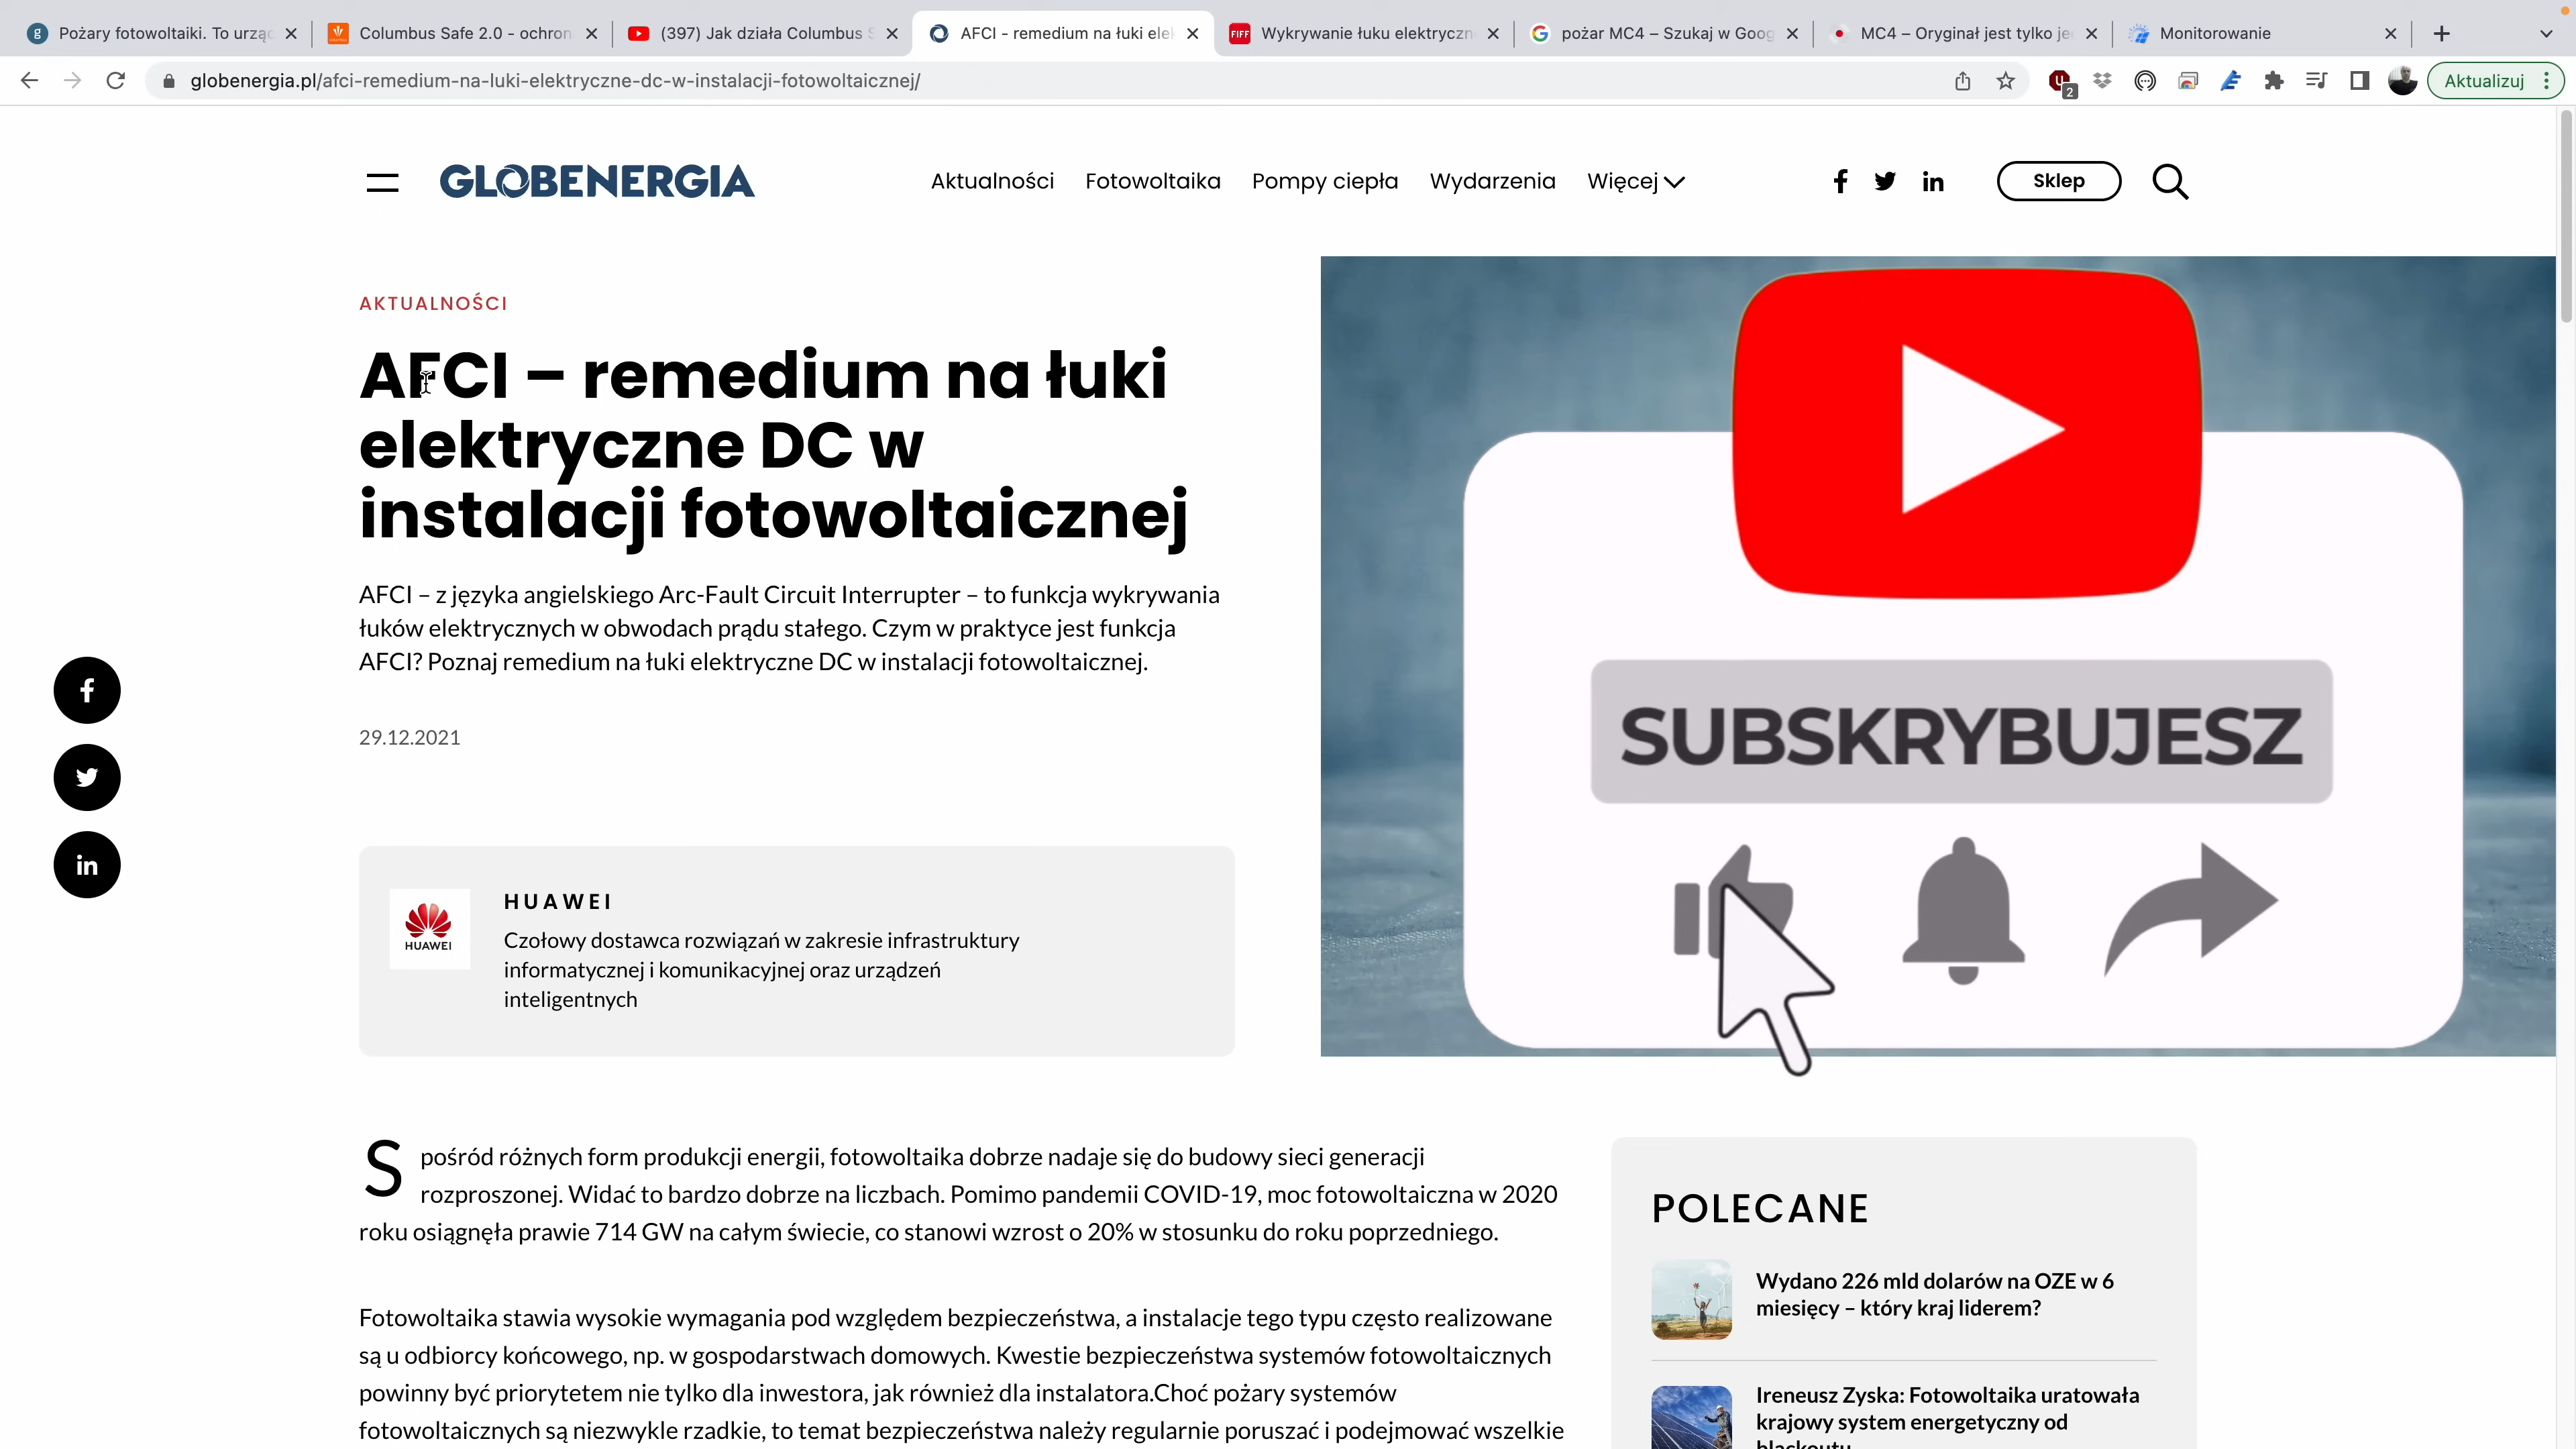 Pożary fotowoltaiki. To urząd
Columbus Safe 2.0 - ochron
(397) Jak działa Columbus S
AFCI - remedium na łuki elek
Wykrywanie łuku elektryczn
pożar MC4 – Szukaj w Goog
MC4 – Oryginał jest tylko je
Monitorowanie
globenergia.pl/afci-remedium-na-luki-elektryczne-dc-w-instalacji-fotowoltaicznej/
2
Aktualizuj
GLOBENERGIA
Aktualności
Fotowoltaika
Pompy ciepła
Wydarzenia
Więcej
Sklep
AKTUALNOŚCI
AFCI – remedium na łuki
elektryczne DC w
instalacji fotowoltaicznej
AFCI – z języka angielskiego Arc-Fault Circuit Interrupter – to funkcja wykrywania
łuków elektrycznych w obwodach prądu stałego. Czym w praktyce jest funkcja
AFCI? Poznaj remedium na łuki elektryczne DC w instalacji fotowoltaicznej.
29.12.2021
SUBSKRYBUJESZ
HUAWEI
HUAWEI
Czołowy dostawca rozwiązań w zakresie infrastruktury
informatycznej i komunikacyjnej oraz urządzeń
inteligentnych
Spośród różnych form produkcji energii, fotowoltaika dobrze nadaje się do budowy sieci generacji
rozproszonej. Widać to bardzo dobrze na liczbach. Pomimo pandemii COVID-19, moc fotowoltaiczna w 2020
roku osiągnęła prawie 714 GW na całym świecie, co stanowi wzrost o 20% w stosunku do roku poprzedniego.
Fotowoltaika stawia wysokie wymagania pod względem bezpieczeństwa, a instalacje tego typu często realizowane
są u odbiorcy końcowego, np. w gospodarstwach domowych. Kwestie bezpieczeństwa systemów fotowoltaicznych
powinny być priorytetem nie tylko dla inwestora, jak również dla instalatora.Choć pożary systemów
fotowoltaicznych są niezwykle rzadkie, to temat bezpieczeństwa należy regularnie poruszać i podejmować wszelkie
POLECANE
Wydano 226 mld dolarów na OZE w 6
miesięcy – który kraj liderem?
Ireneusz Zyska: Fotowoltaika uratowała
krajowy system energetyczny od
blackoutu